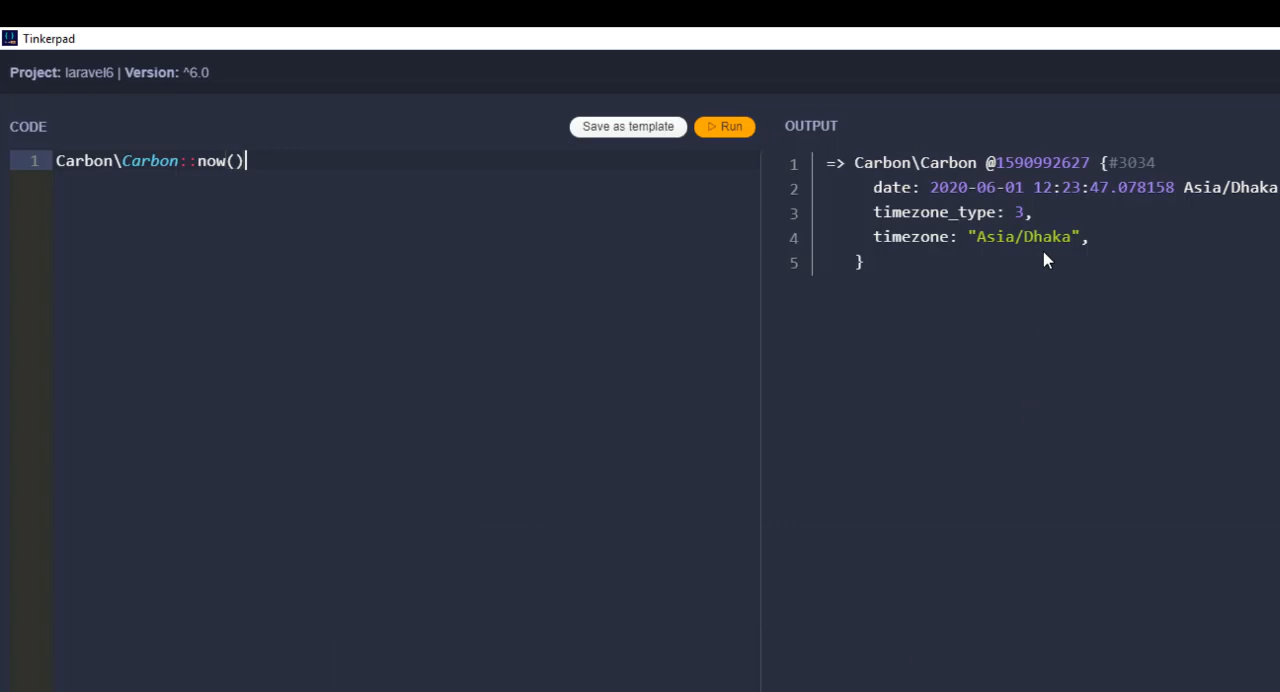 Tinkerpad
Project: laravel6 | Version: ^6.0
CODE
Save as template
▷ Run
OUTPUT
1 Carbon\Carbon::now()
1 => Carbon\Carbon @1590992627 {#3034
2 date: 2020-06-01 12:23:47.078158 Asia/Dhaka
3 timezone_type: 3,
4 timezone: "Asia/Dhaka",
5 }